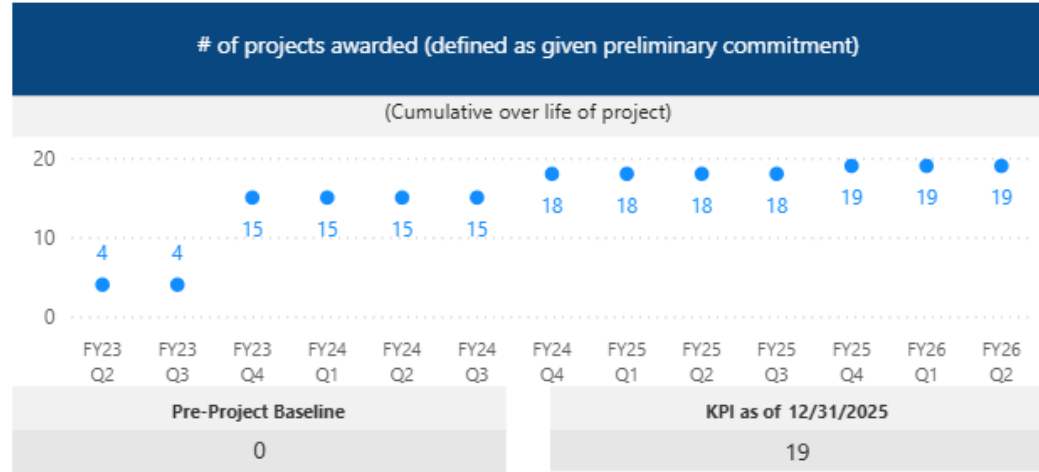 # of projects awarded (defined as given preliminary commitment)
(Cumulative over life of project)
20
10
0
4 4 15 15 15 15 18 18 18 18 19 19 19
FY23 FY23 FY23 FY24 FY24 FY24 FY24 FY25 FY25 FY25 FY25 FY26 FY26
Q2 Q3 Q4 Q1 Q2 Q3 Q4 Q1 Q2 Q3 Q4 Q1 Q2
Pre-Project Baseline KPI as of 12/31/2025
0 19